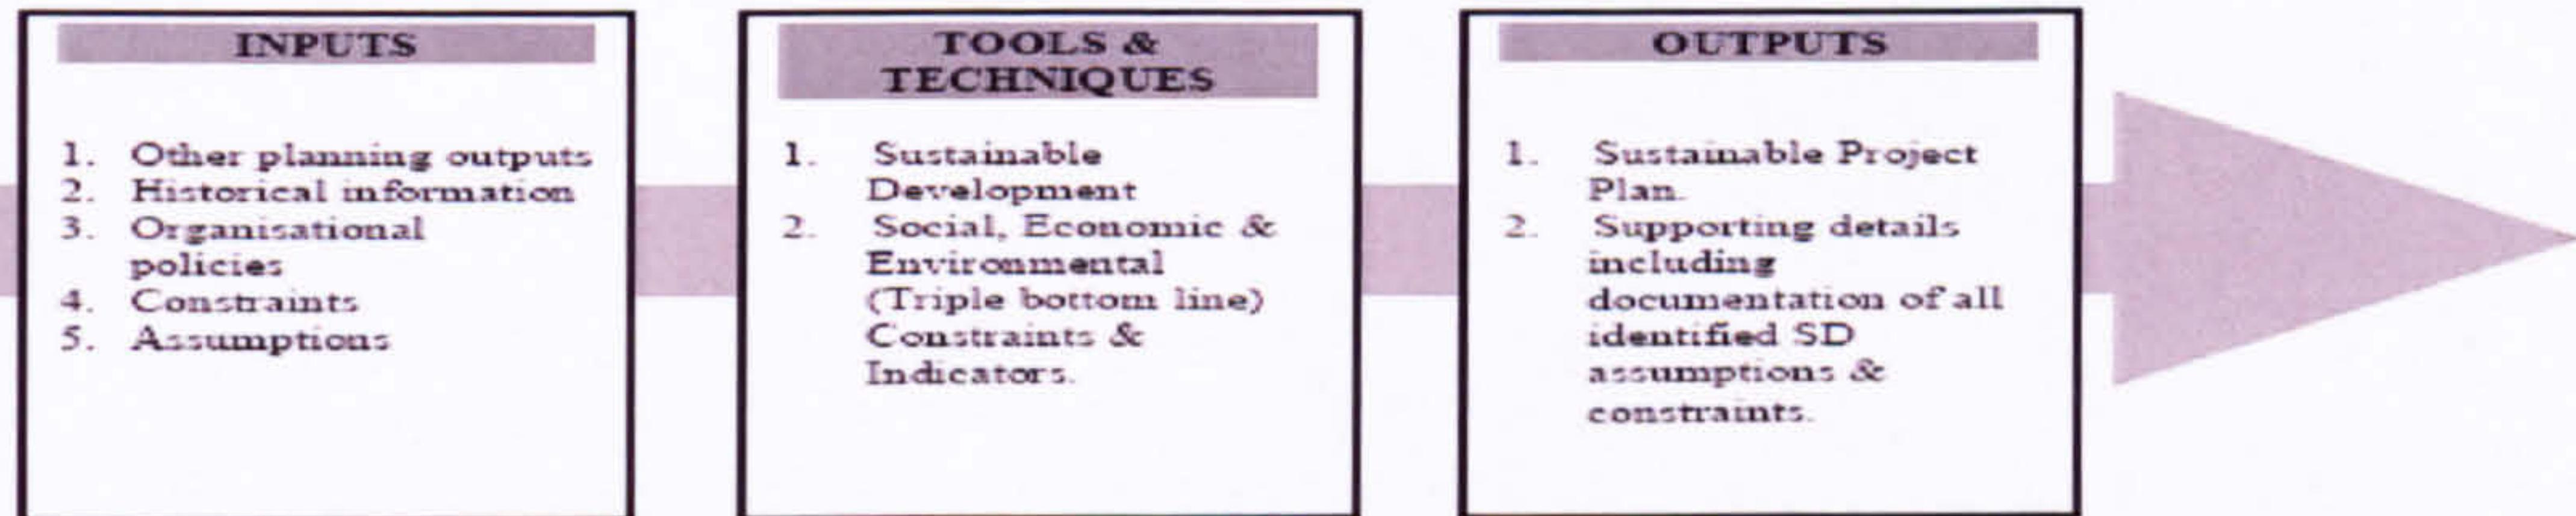 INPUTS
1. Other planning outputs
2. Historical information
3. Organisational
policies
4. Constraints
5. Assumptions
TOOLS &
TECHNIQUES
1. Sustainable
Development
2. Social, Economic &
Environmental
(Triple bottom line)
Constraints &
Indicators.
OUTPUTS
1. Sustainable Project
Plan.
2. Supporting details
including
documentation of all
identified SD
assumptions &
constraints.